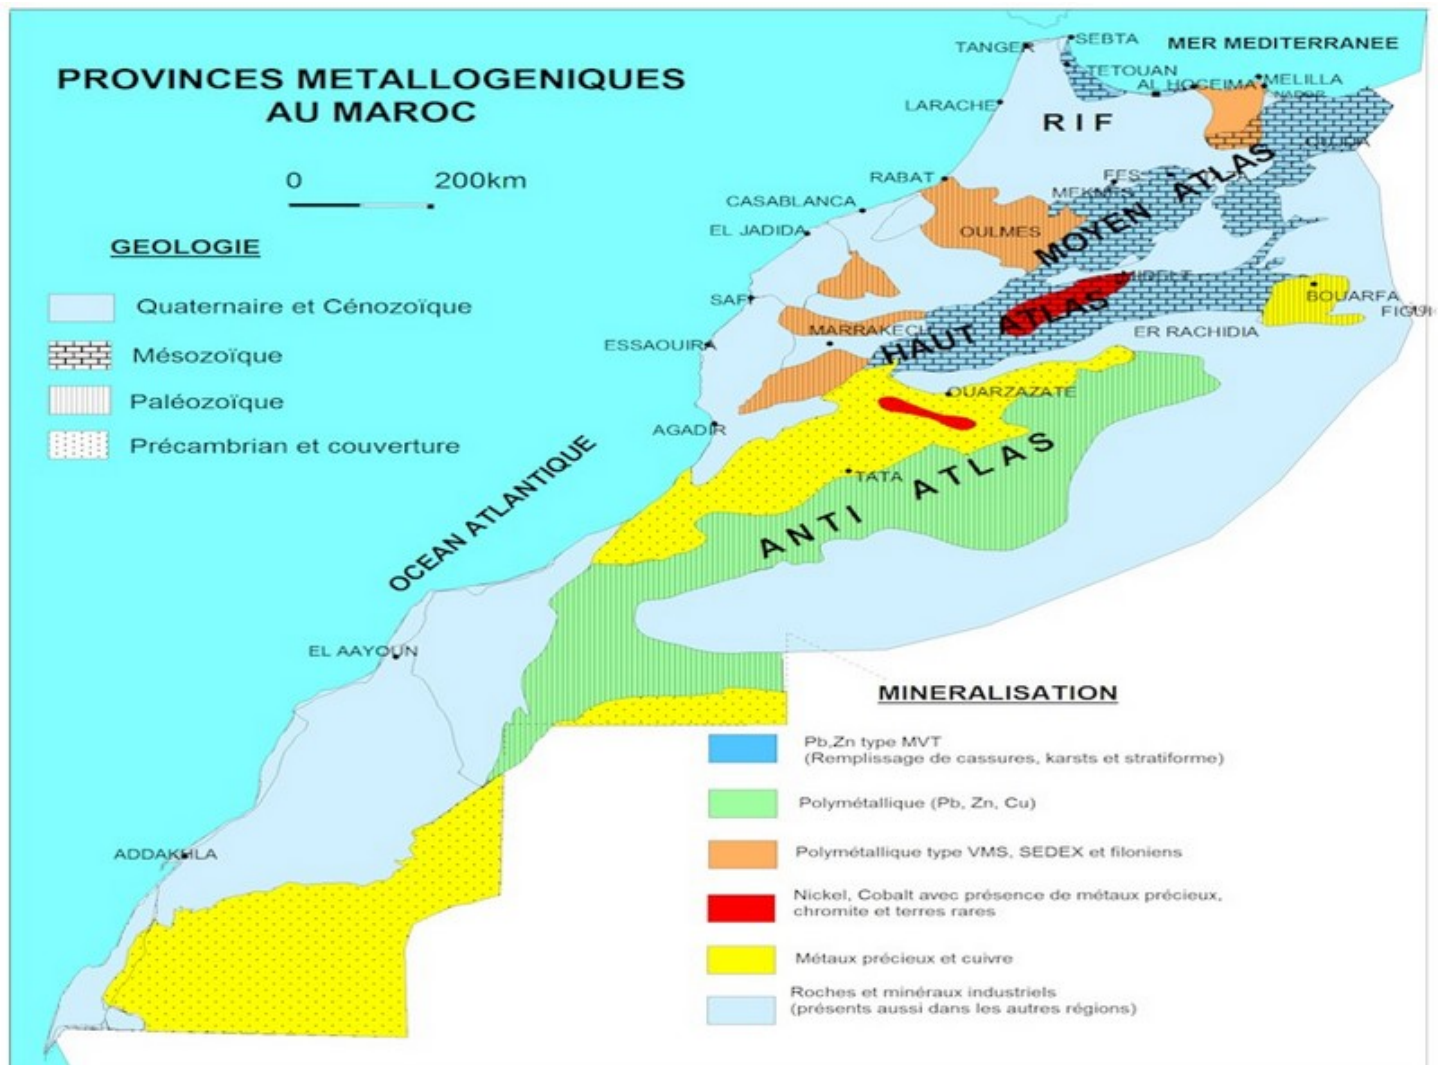 PROVINCES METALLOGENIQUES
AU MAROC
0 200km
GEOLOGIE
Quaternaire et Cénozoïque
Mésozoïque
Paléozoïque
Précambrian et couverture
MER MEDITERRANEE
TANGER
SEBTA
TETOUAN
AL HOCEIMA
MELILLA
NADOR
LARACHE
RIF
OUJDA
RABAT
FES
MEKNES
CASABLANCA
EL JADIDA
OULMES
MOYEN ATLAS
MIDELT
SAFI
BOUARFA
FIGUI
MARRAKECH
HAUT ATLAS
ER RACHIDIA
ESSAOUIRA
OUARZAZATE
AGADIR
TATA
ANTI ATLAS
OCEAN ATLANTIQUE
EL AAYOUN
ADDAKHLA
MINERALISATION
Pb,Zn type MVT
(Remplissage de cassures, karsts et stratiforme)
Polymétallique (Pb, Zn, Cu)
Polymétallique type VMS, SEDEX et filoniens
Nickel, Cobalt avec présence de métaux précieux,
chromite et terres rares
Métaux précieux et cuivre
Roches et minéraux industriels
(présents aussi dans les autres régions)